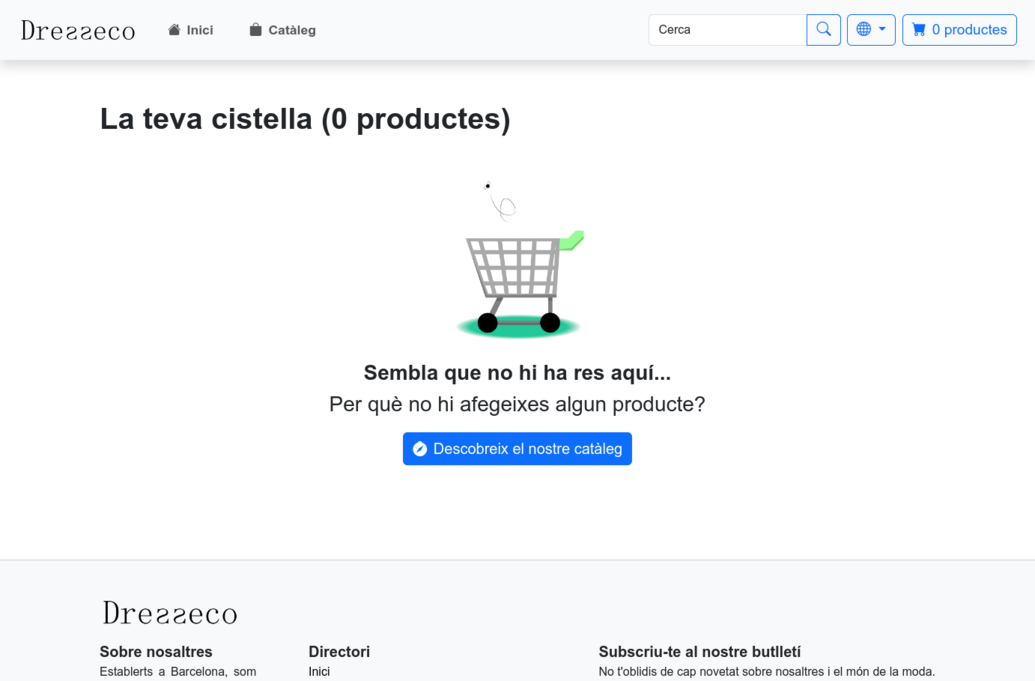 Dresseco
Inici
Catàleg
Cerca
0 productes
La teva cistella (0 productes)
Sembla que no hi ha res aquí...
Per què no hi afegeixes algun producte?
Descobreix el nostre catàleg
Dresseco
Sobre nosaltres
Establerts a Barcelona, som
Directori
Inici
Subscriu-te al nostre butlletí
No t'oblidis de cap novetat sobre nosaltres i el món de la moda.